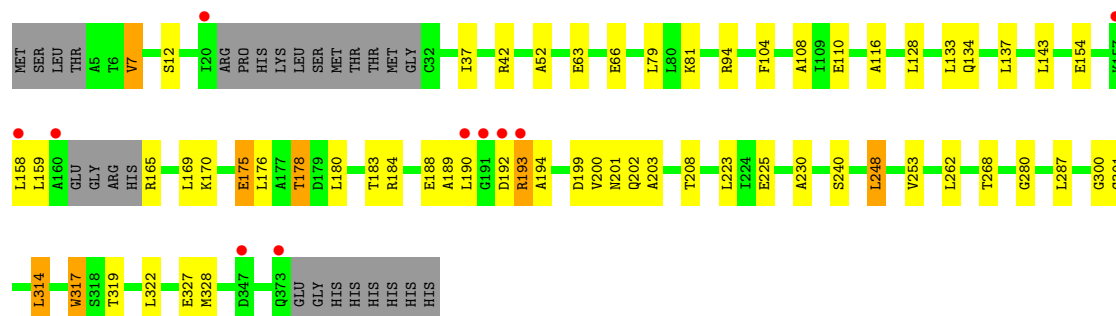 MET SER LEU THR A5 T6 V7 S12 I20 ARG PRO HIS LYS LEU SER MET THR THR MET GLY C32 I37 R42 A52 E63 E66 L79 L80 K81 R94 F104 A108 I109 E110 A116 L128 L133 Q134 L137 L143 E154 K157
L158 L159 A160 GLU GLY ARG HIS R165 L169 K170 E175 L176 A177 T178 D179 L180 T183 R184 E188 A189 L190 G191 D192 R193 A194 D199 V200 N201 Q202 A203 T208 L223 I224 E225 A230 S240 L248 V253 L262 T268 G280 L287 G300
L314 W317 S318 T319 L322 E327 M328 D347 Q373 GLU GLY HIS HIS HIS HIS HIS HIS